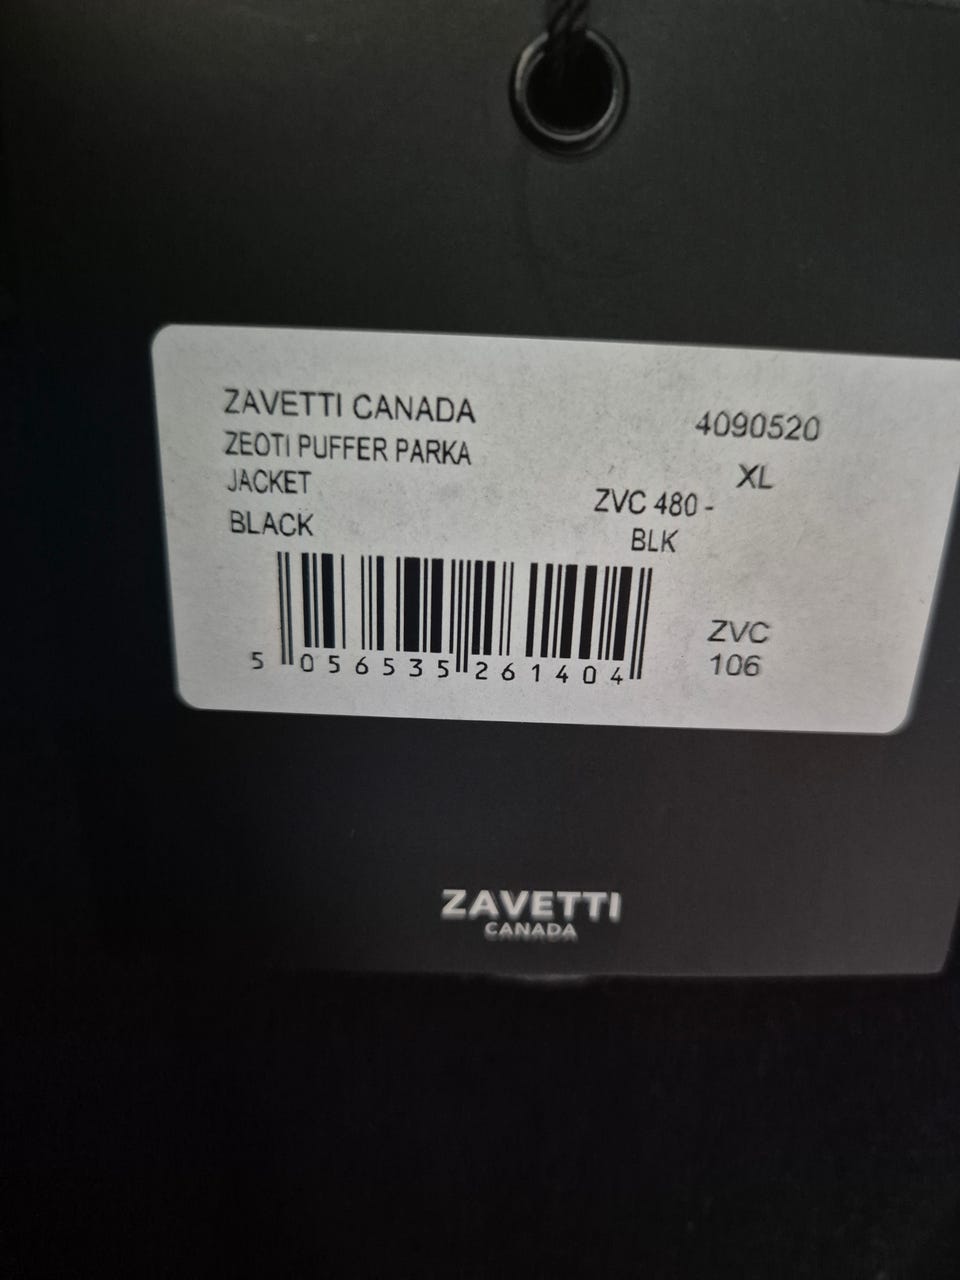 ZAVETTI CANADA
4090520
ZEOTI PUFFER PARKA
XL
JACKET
ZVC 480 -
BLACK
BLK
ZVC
106
5 056535 261404
ZAVETTI
CANADA